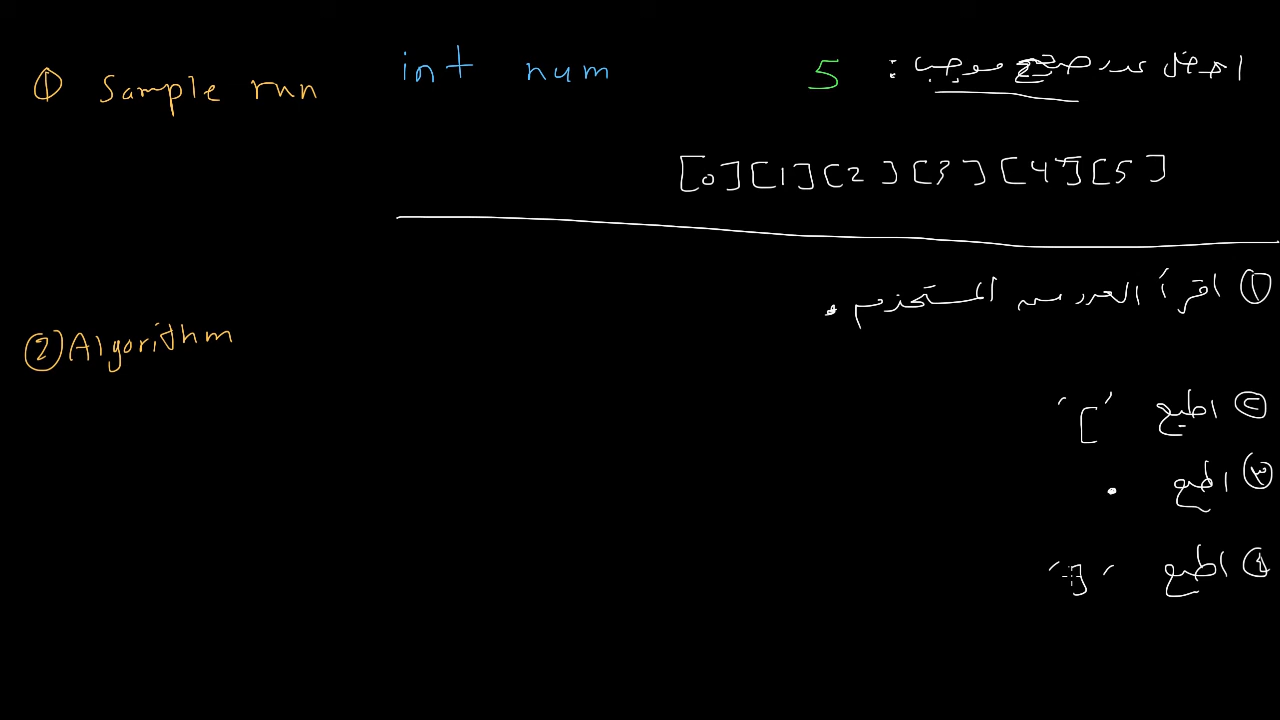 ① Sample run
int num
ادخل عدد صحيح موجب : 5
[0][1][2][3][4][5]
② Algorithm
① اقرأ العدد من المستخدم .
② اطبع '['
③ اطبع ٠
④ اطبع ']'